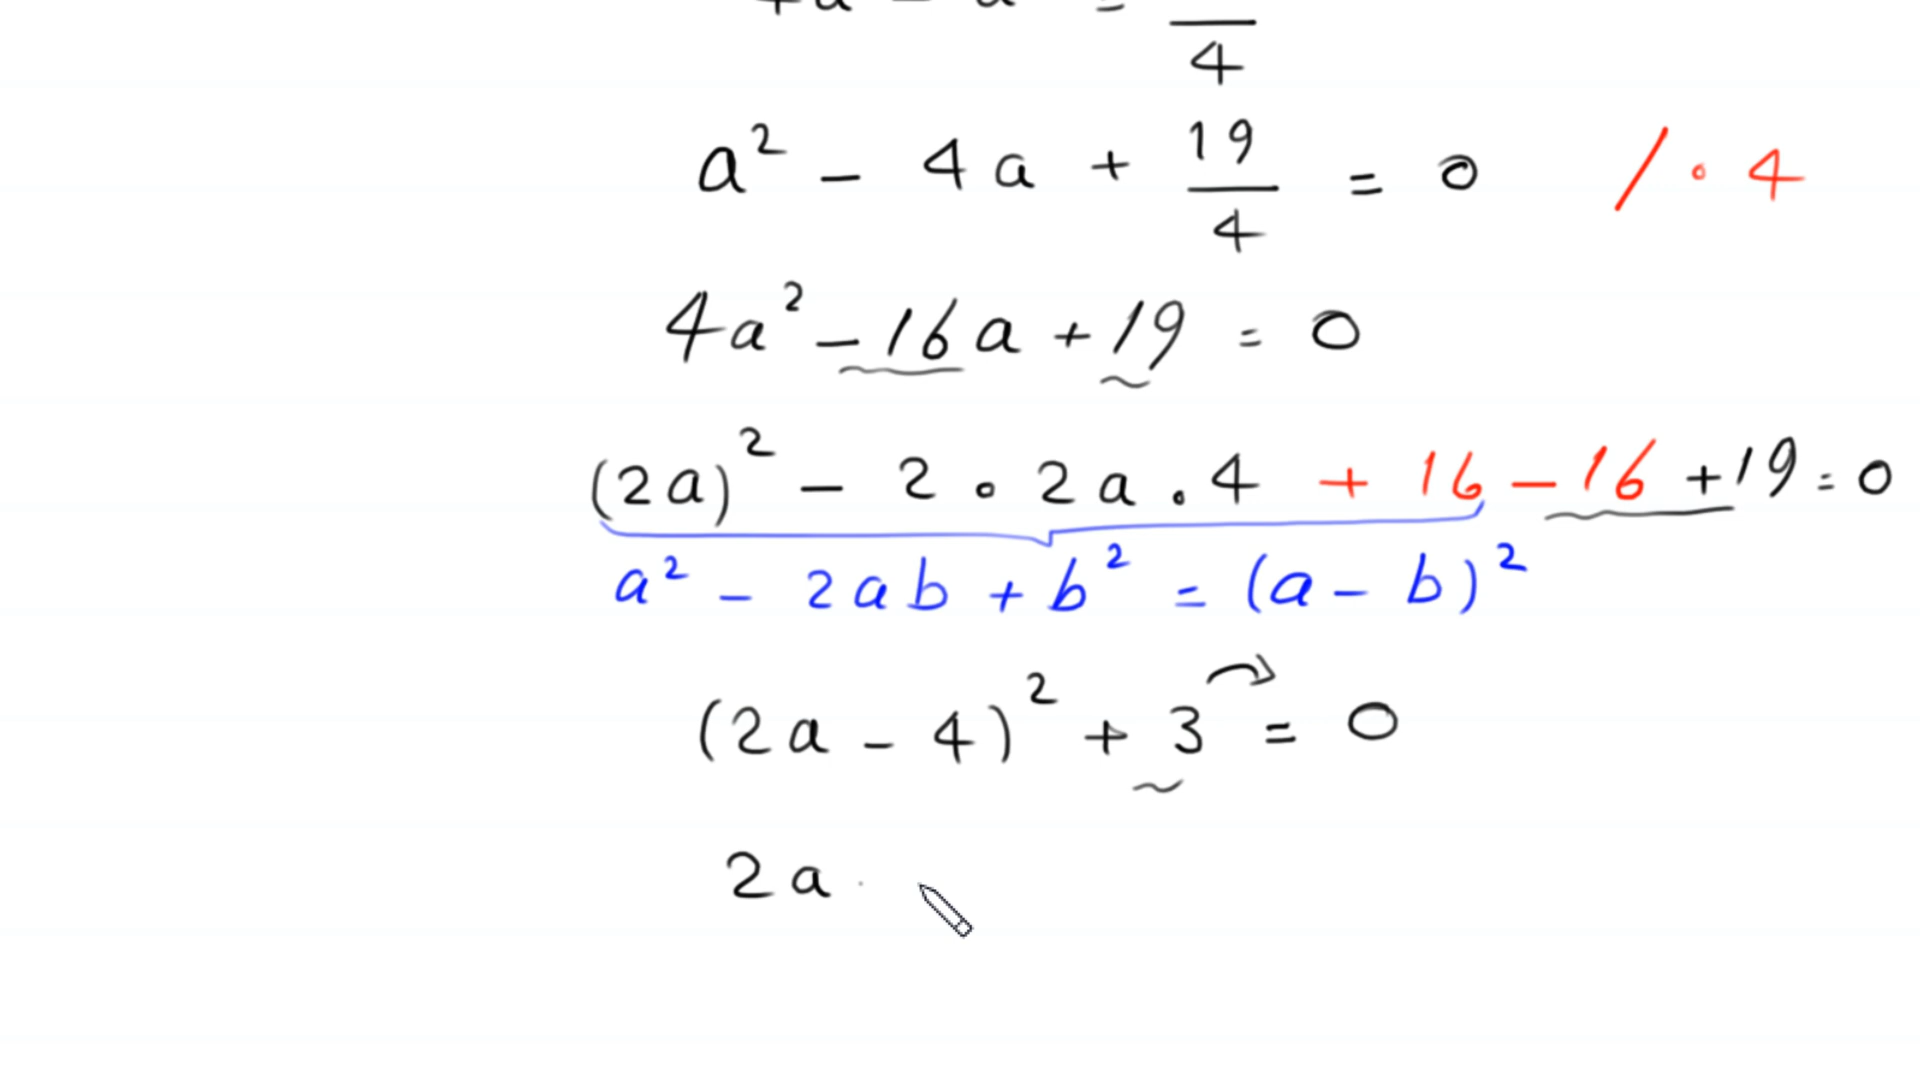 4a - a =  /4
a² - 4a + 19/4 = 0 / · 4
4a² - 16a + 19 = 0
(2a)² - 2 · 2a · 4 + 16 - 16 + 19 = 0
a² - 2ab + b² = (a - b)²
(2a - 4)² + 3 = 0
2a